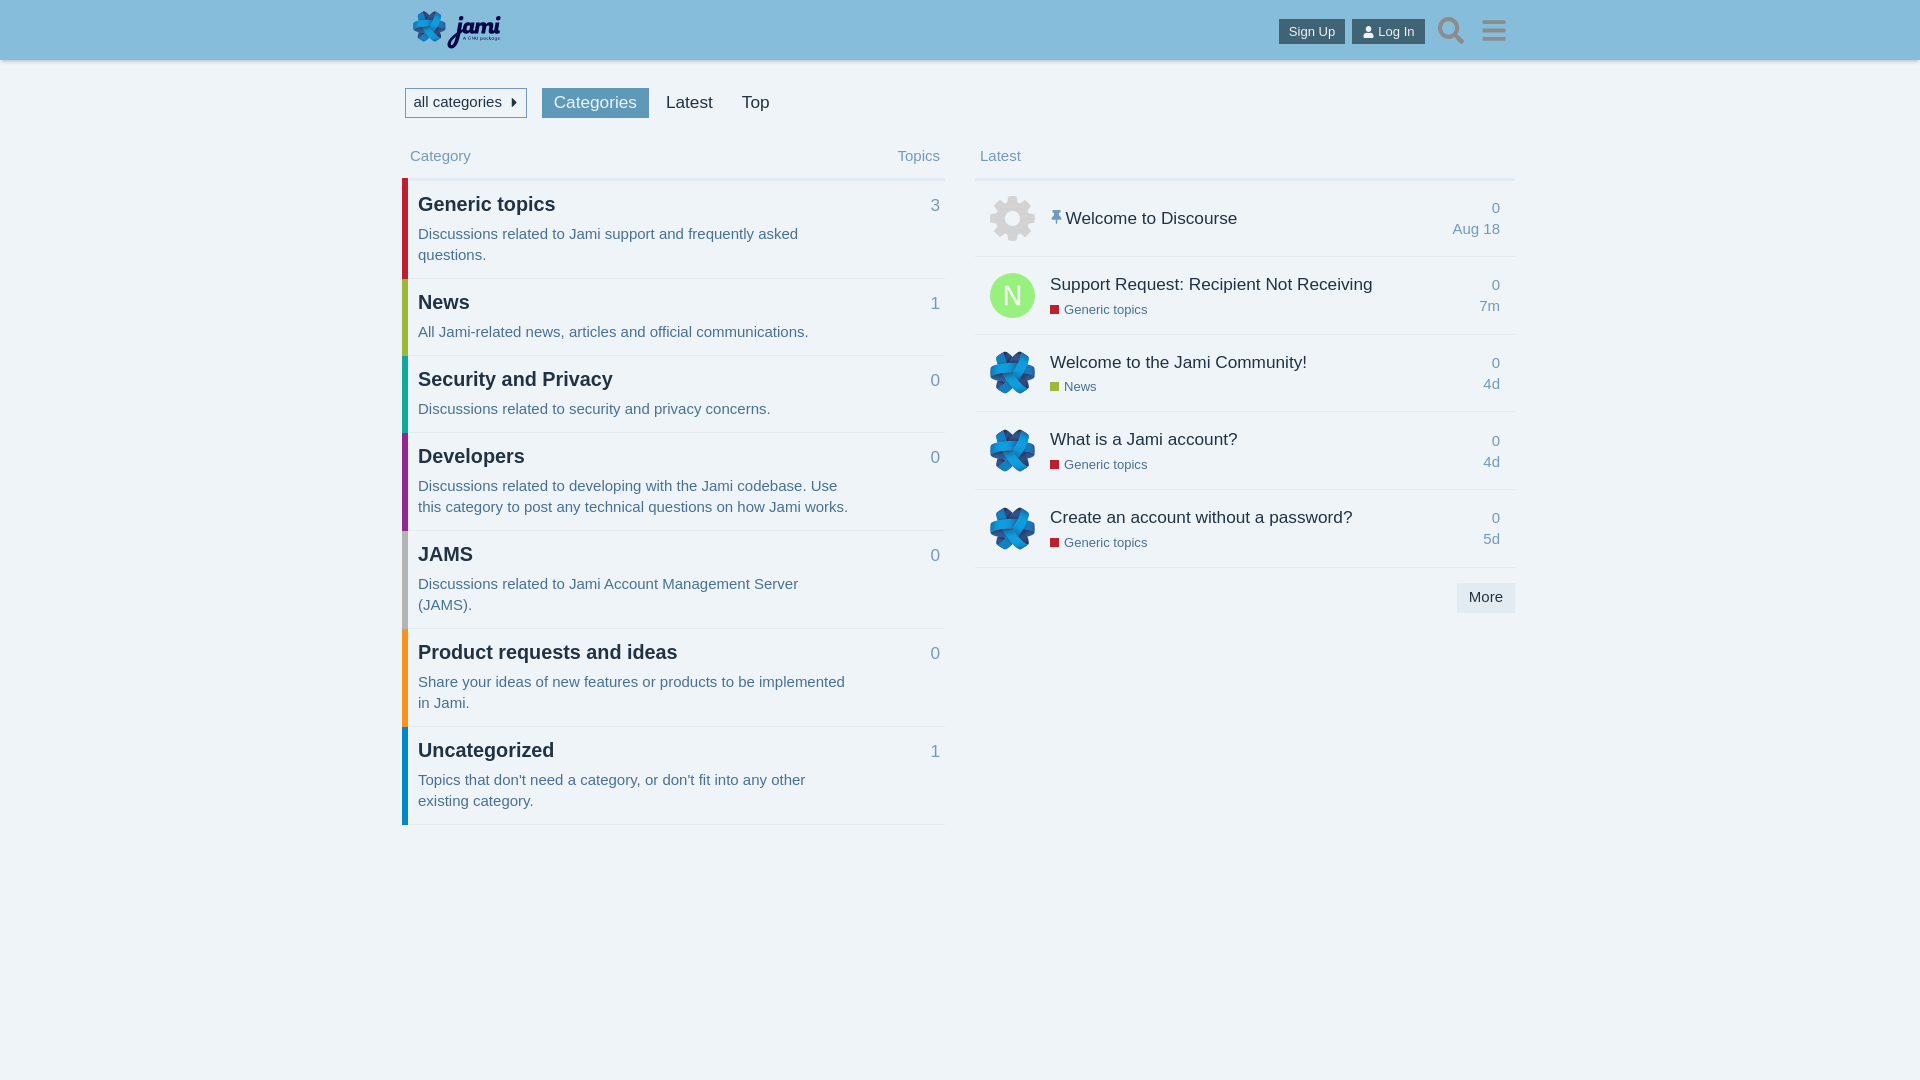 jami
A GNU package
Sign Up
Log In
all categories
Categories
Latest
Top
Category
Topics
Generic topics
3
Discussions related to Jami support and frequently asked
questions.
News
1
All Jami-related news, articles and official communications.
Security and Privacy
0
Discussions related to security and privacy concerns.
Developers
0
Discussions related to developing with the Jami codebase. Use
this category to post any technical questions on how Jami works.
JAMS
0
Discussions related to Jami Account Management Server
(JAMS).
Product requests and ideas
0
Share your ideas of new features or products to be implemented
in Jami.
Uncategorized
1
Topics that don't need a category, or don't fit into any other
existing category.
Latest
Welcome to Discourse
0
Aug 18
N
Support Request: Recipient Not Receiving
Generic topics
0
7m
Welcome to the Jami Community!
News
0
4d
What is a Jami account?
Generic topics
0
4d
Create an account without a password?
Generic topics
0
5d
More